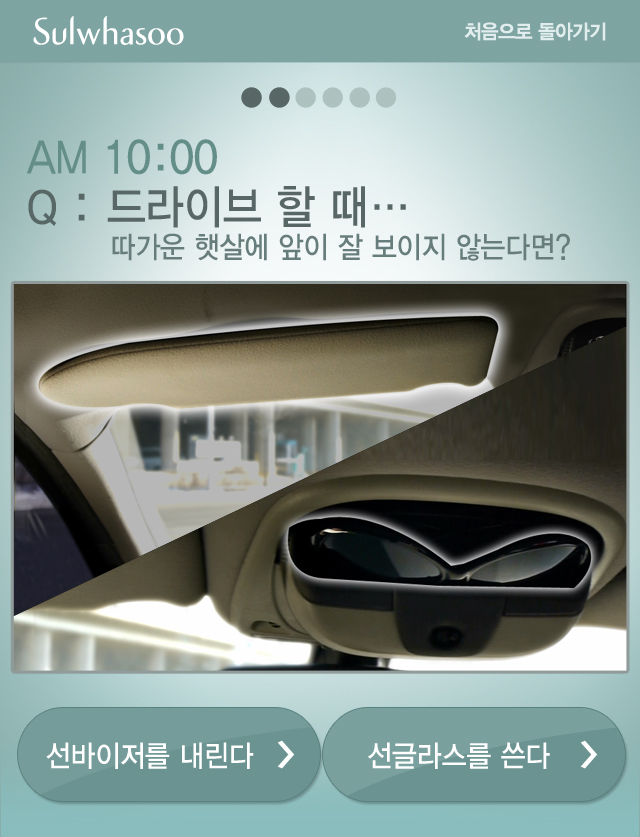 Sulwhasoo
처음으로 돌아가기
AM 10:00
Q : 드라이브 할 때…
따가운 햇살에 앞이 잘 보이지 않는다면?
선바이저를 내린다
선글라스를 쓴다